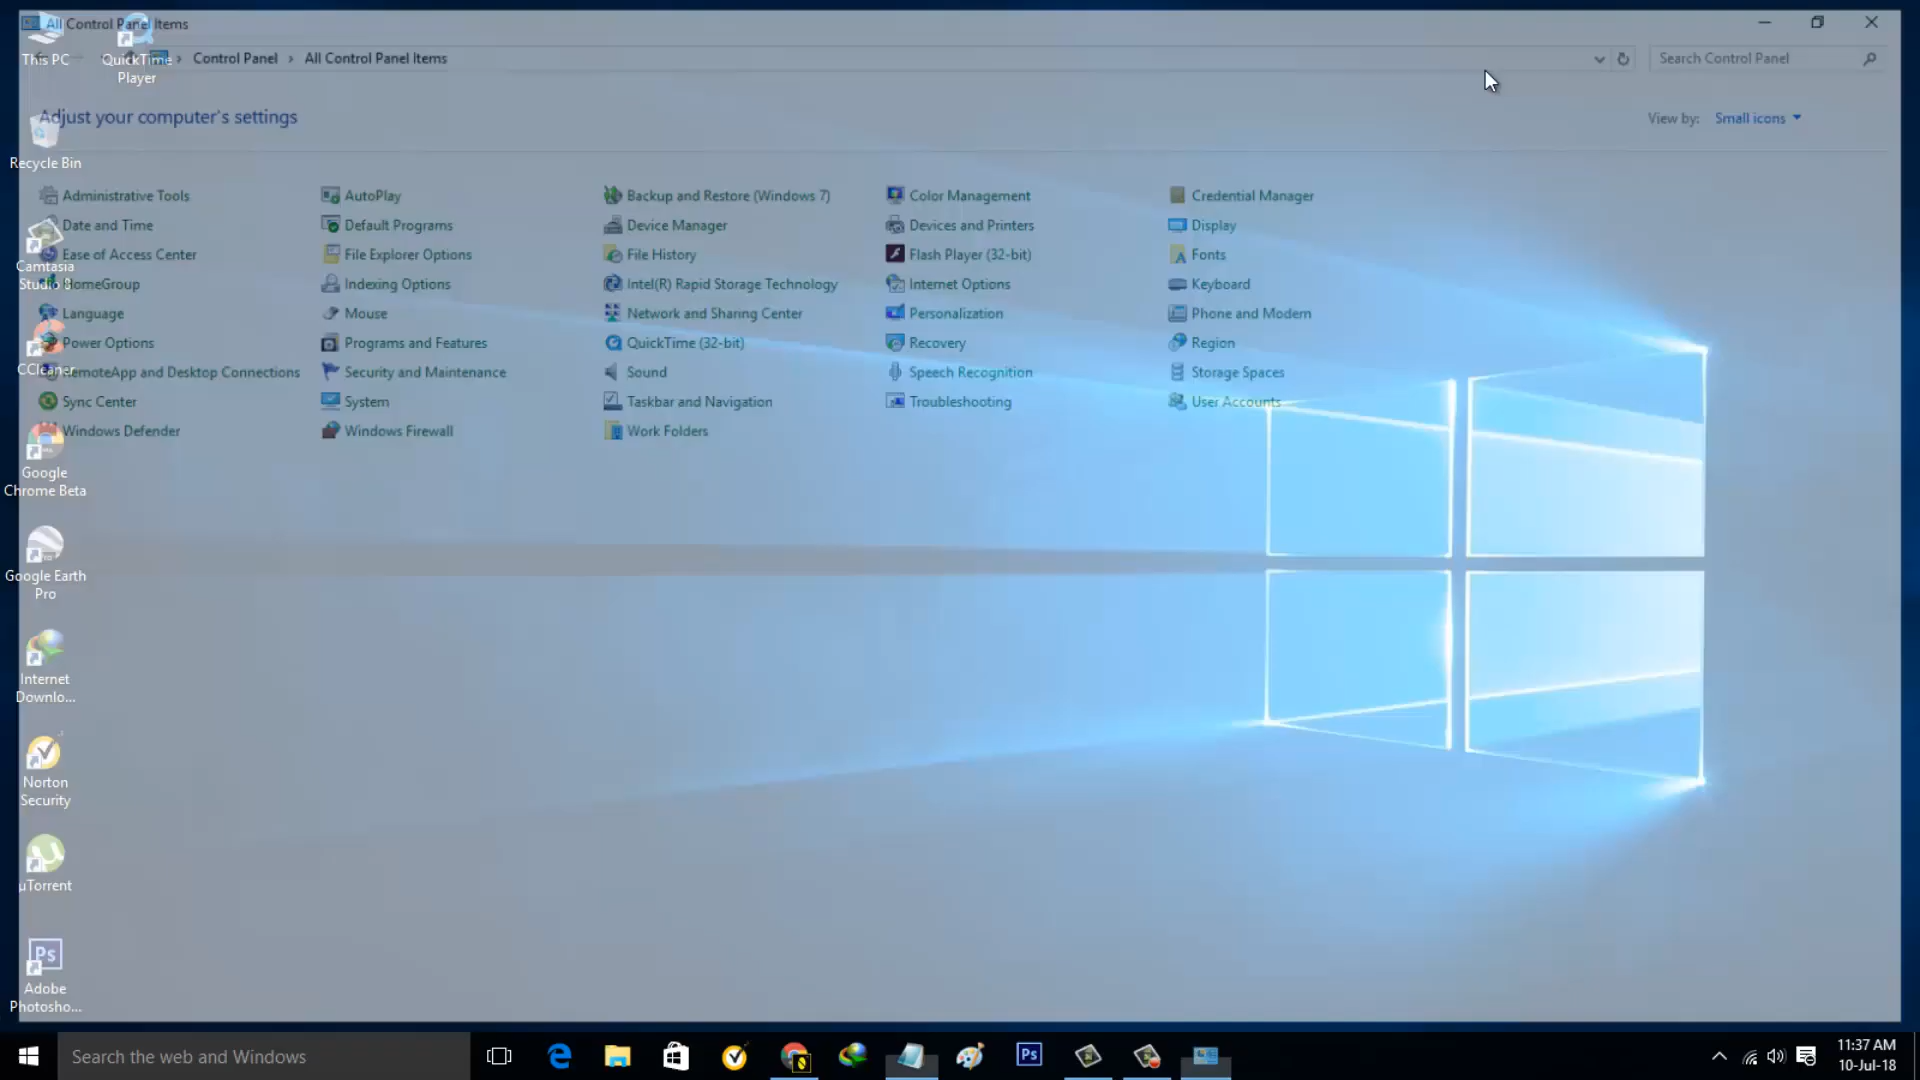 All Control Panel Items
Control Panel > All Control Panel Items
Search Control Panel
Adjust your computer's settings
View by: Small icons
Administrative Tools
AutoPlay
Backup and Restore (Windows 7)
Color Management
Credential Manager
Date and Time
Default Programs
Device Manager
Devices and Printers
Display
Ease of Access Center
File Explorer Options
File History
Flash Player (32-bit)
Fonts
HomeGroup
Indexing Options
Intel(R) Rapid Storage Technology
Internet Options
Keyboard
Language
Mouse
Network and Sharing Center
Personalization
Phone and Modem
Power Options
Programs and Features
QuickTime (32-bit)
Recovery
Region
RemoteApp and Desktop Connections
Security and Maintenance
Sound
Speech Recognition
Storage Spaces
Sync Center
System
Taskbar and Navigation
Troubleshooting
User Accounts
Windows Defender
Windows Firewall
Work Folders
This PC
QuickTime
Player
Recycle Bin
Camtasia
Studio 8
CCleaner
Google
Chrome Beta
Google Earth
Pro
Internet
Downlo...
Norton
Security
µTorrent
Ps
Adobe
Photosho...
Search the web and Windows
Ps
11:37 AM
10-Jul-18